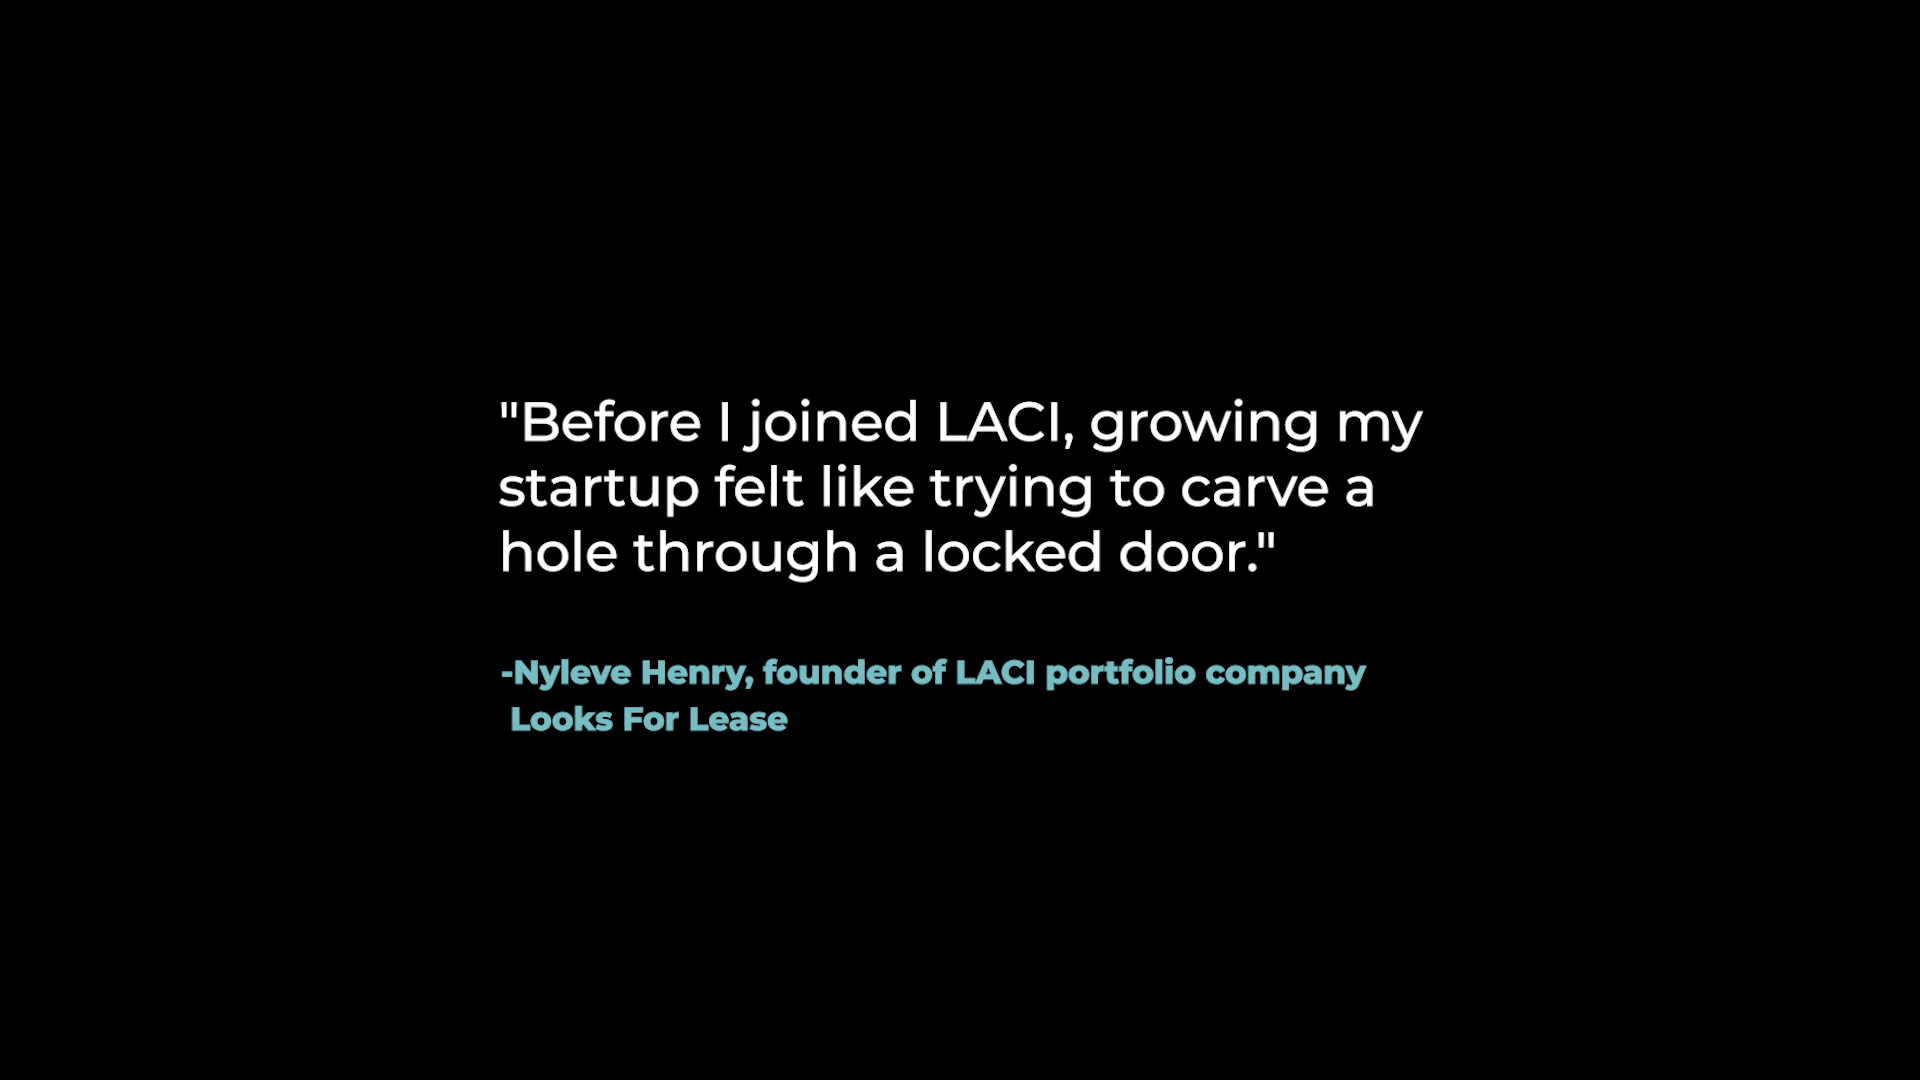 "Before I joined LACI, growing my
startup felt like trying to carve a
hole through a locked door."
-Nyleve Henry, founder of LACI portfolio company
Looks For Lease